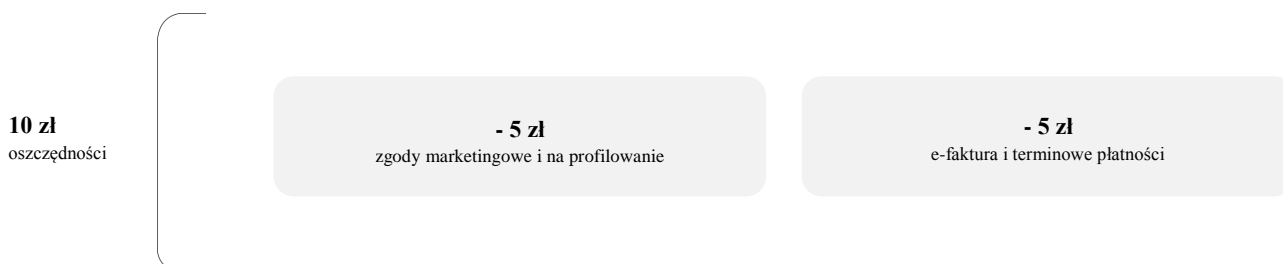 10 zł
oszczędności
- 5 zł
zgody marketingowe i na profilowanie
- 5 zł
e-faktura i terminowe płatności